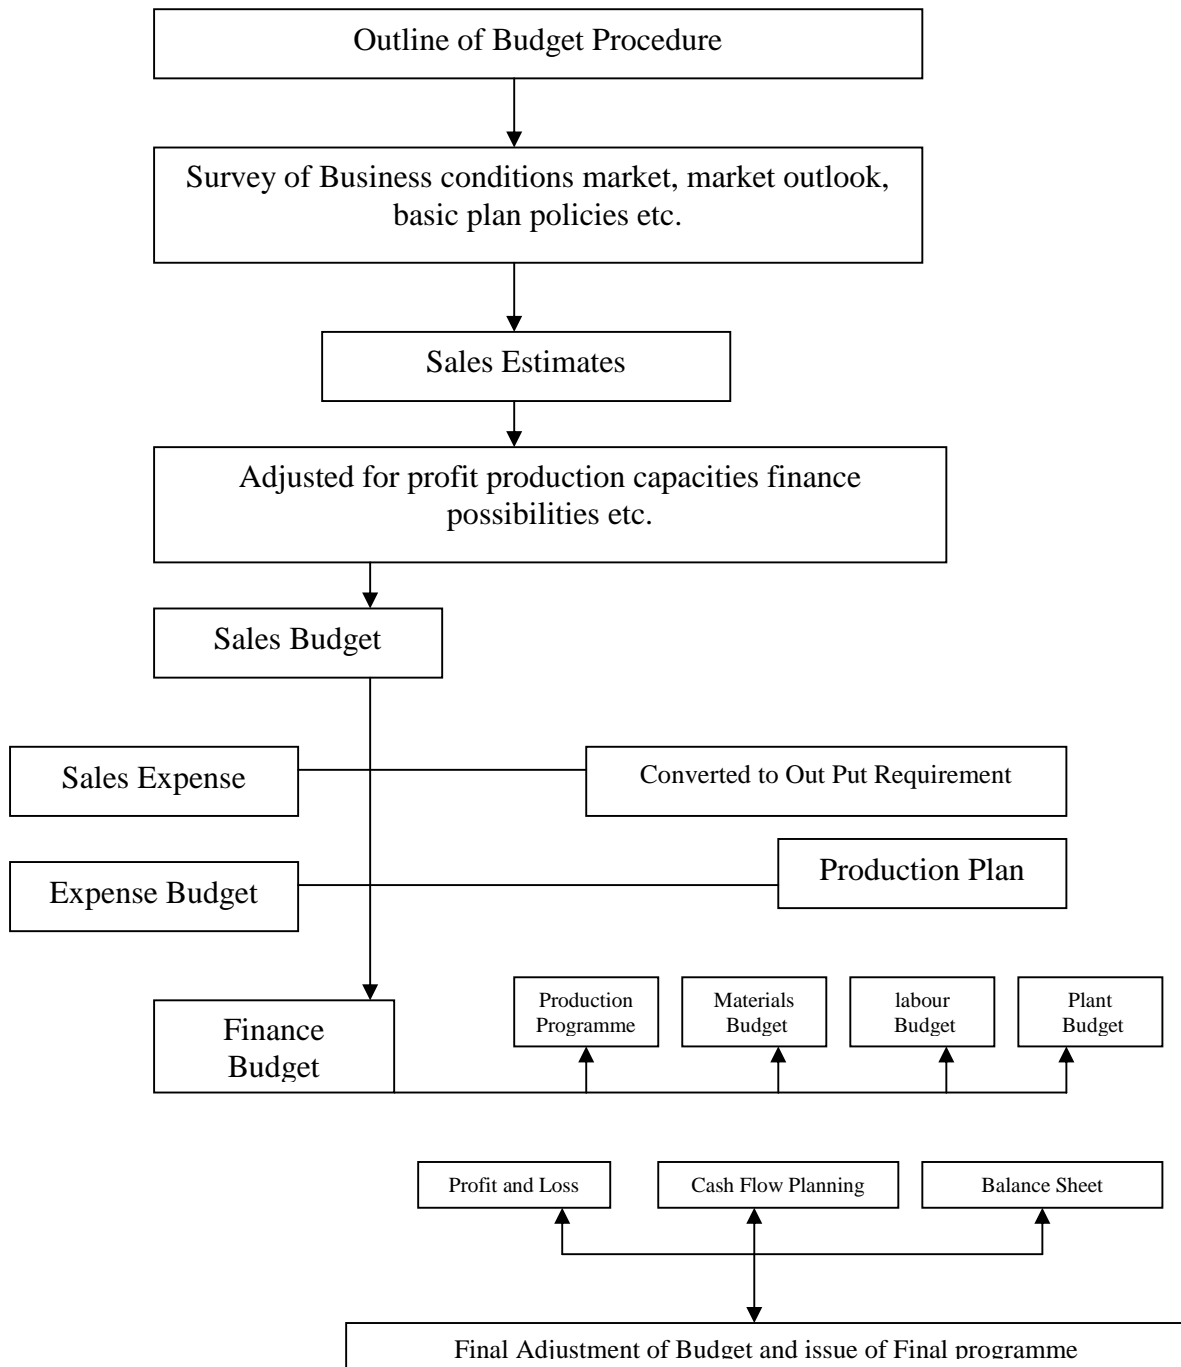 Outline of Budget Procedure
Survey of Business conditions market, market outlook,
basic plan policies etc.
Sales Estimates
Adjusted for profit production capacities finance
possibilities etc.
Sales Budget
Sales Expense
Converted to Out Put Requirement
Production Plan
Expense Budget
Production
Programme
Materials
Budget
labour
Budget
Plant
Budget
Finance
Budget
Profit and Loss
Cash Flow Planning
Balance Sheet
Final Adjustment of Budget and issue of Final programme